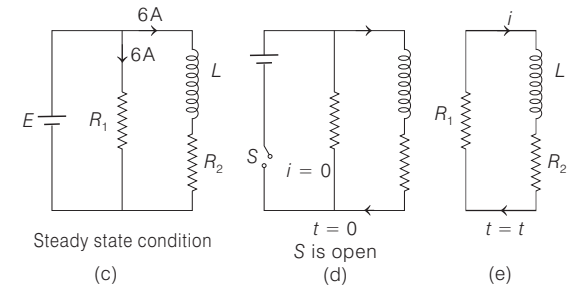 6A
6A
E
R1
L
R2
Steady state condition
(c)
S
i = 0
t = 0
S is open
(d)
i
R1
L
R2
t = t
(e)